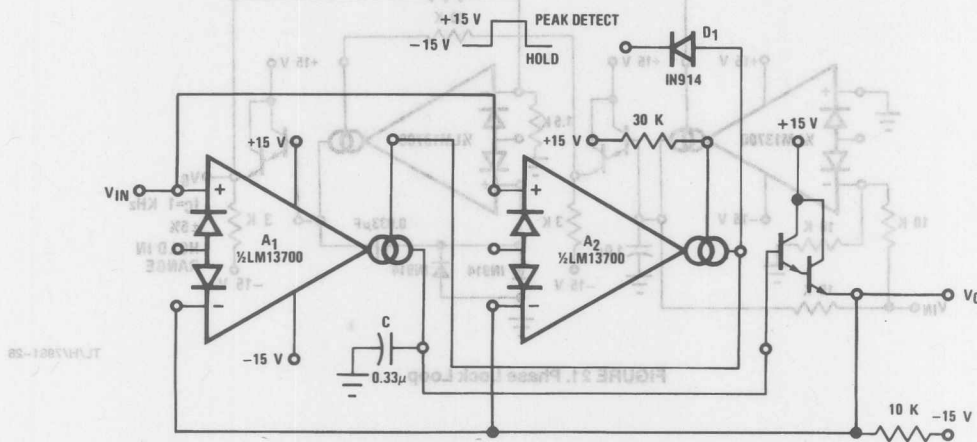 +15 V
−15 V
PEAK DETECT
HOLD
D1
IN914
30 K
+15 V
+15 V
+15 V
VIN
+
−
A1
½LM13700
−15 V
+
−
A2
½LM13700
C
0.33µ
10 K
−15 V
FIGURE 21. Phase Lock Loop